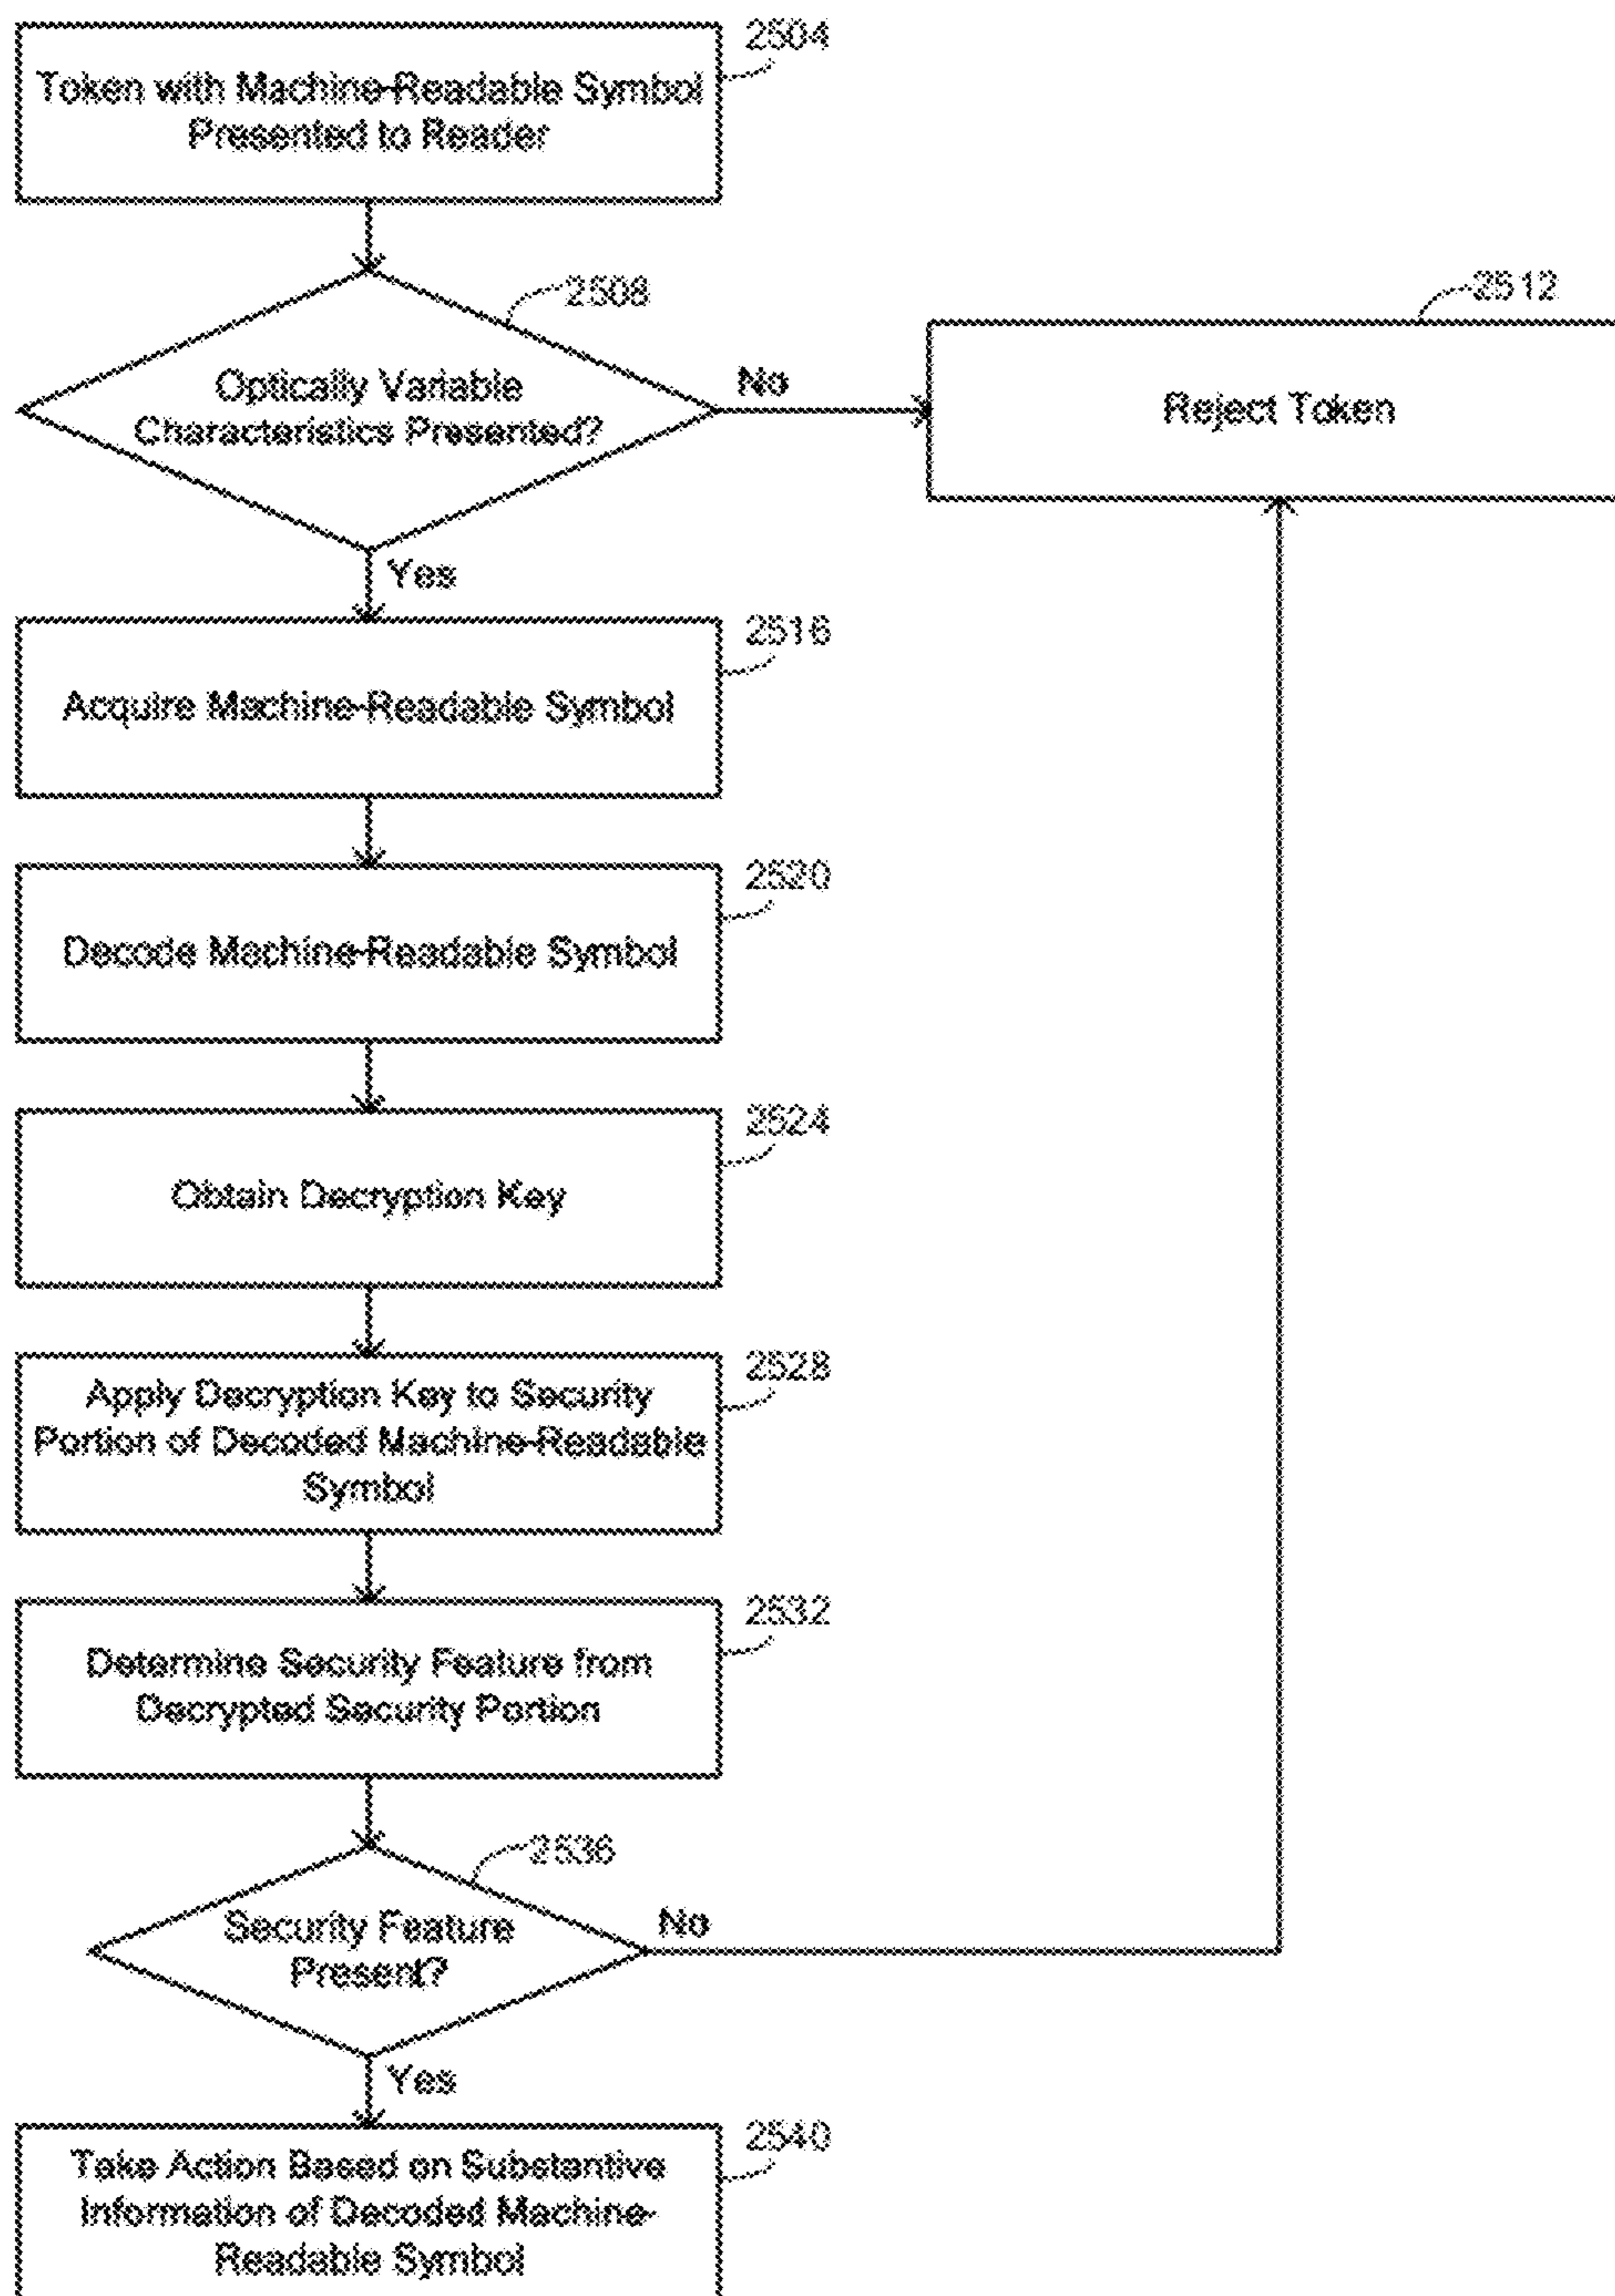 2504
Token with Machine-Readable Symbol
Presented to Reader
2508
Optically Variable
Characteristics Presented?
No
2512
Reject Token
Yes
2516
Acquire Machine-Readable Symbol
2520
Decode Machine-Readable Symbol
2524
Obtain Decryption Key
2528
Apply Decryption Key to Security
Portion of Decoded Machine-Readable
Symbol
2532
Determine Security Feature from
Decrypted Security Portion
2536
Security Feature
Present?
No
Yes
2540
Take Action Based on Substantive
Information of Decoded Machine-
Readable Symbol